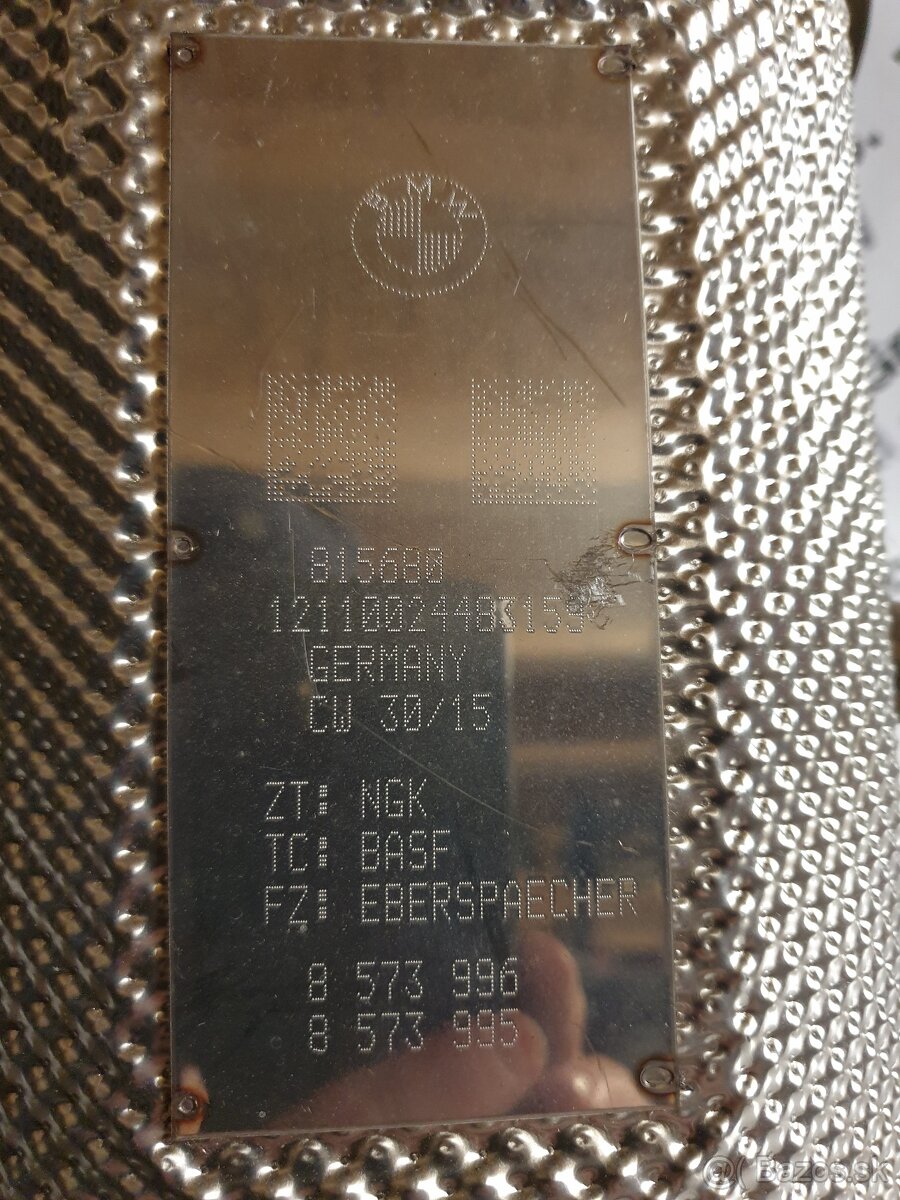 BMW
815680
GERMANY
CW 30/15
ZT: NGK
TC: BASF
FZ: EBERSPAECHER
8 573 996
8 573 995
@ Bazos.sk